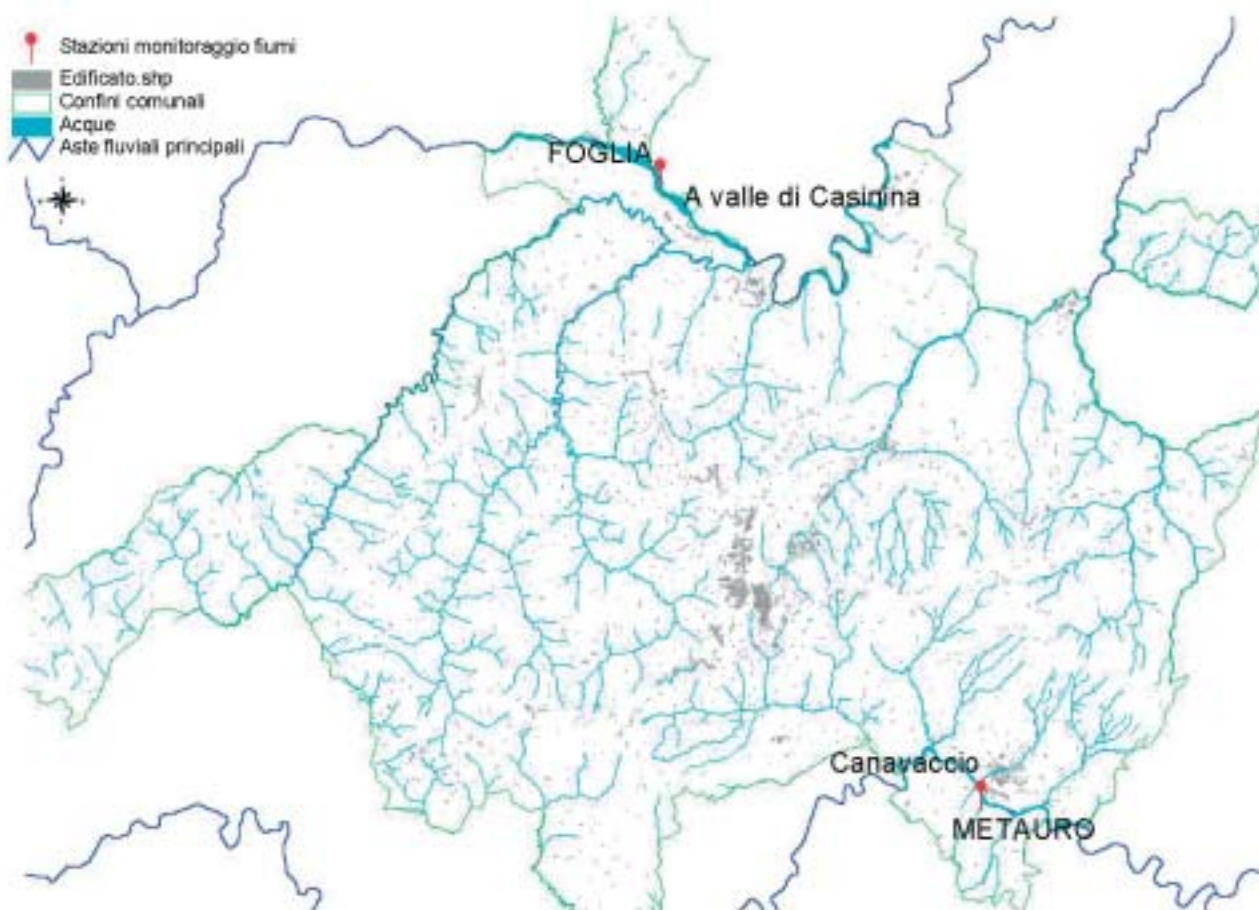 Stazioni monitoraggio fiumi
Edificato.shp
Confini comunali
Acque
Aste fluviali principali
FOGLIA
A valle di Casinina
Canavaccio
METAURO